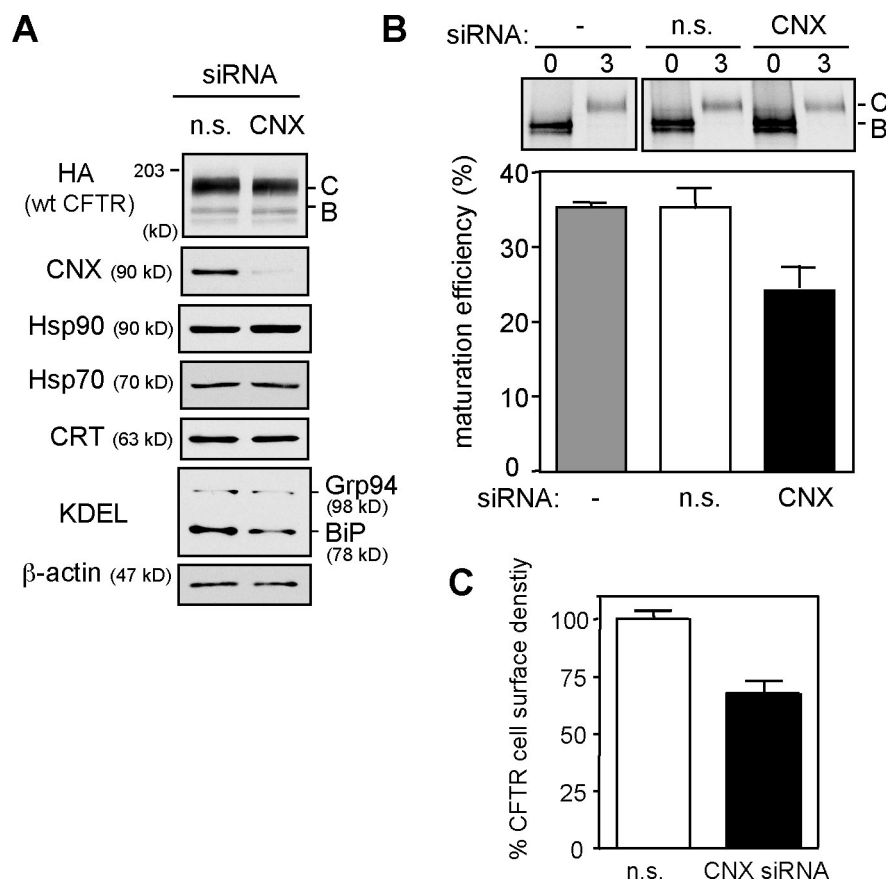 A
siRNA
n.s. CNX
HA
(wt CFTR)
203
(kD)
C
B
CNX (90 kD)
Hsp90 (90 kD)
Hsp70 (70 kD)
CRT (63 kD)
KDEL
Grp94
(98 kD)
BiP
(78 kD)
β-actin (47 kD)
B
siRNA: - n.s. CNX
0 3 0 3 0 3
C
B
maturation efficiency (%)
40
30
20
10
0
siRNA: - n.s. CNX
C
% CFTR cell surface denstiy
100
75
50
25
0
n.s. CNX siRNA